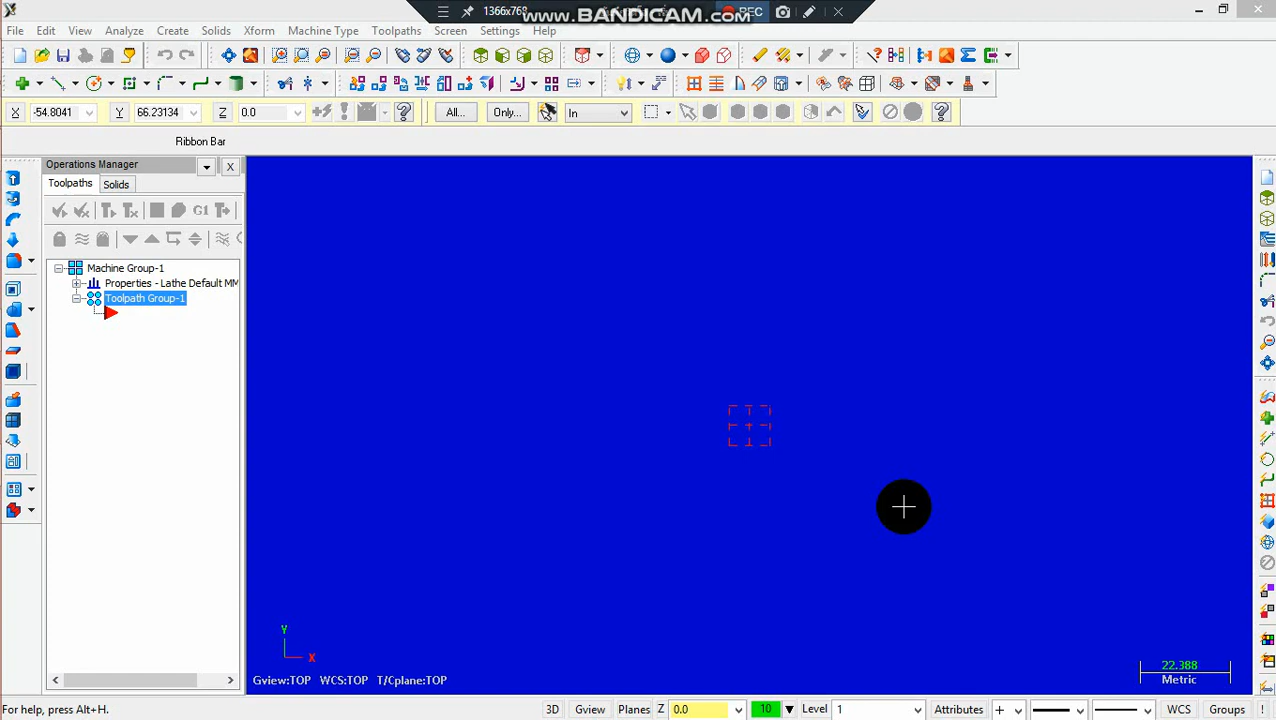 1366x768
REC
www.BANDICAM.com
File Edit View Analyze Create Solids Xform Machine Type Toolpaths Screen Settings Help
X -54.8041 Y 66.23134 Z 0.0 All... Only... In
Ribbon Bar
Operations Manager
Toolpaths Solids
G1
Machine Group-1
Properties - Lathe Default MM
Toolpath Group-1
Y
X
Gview:TOP WCS:TOP T/Cplane:TOP
22.388
Metric
For help, press Alt+H.
3D Gview Planes Z 0.0 10 Level 1 Attributes WCS Groups !